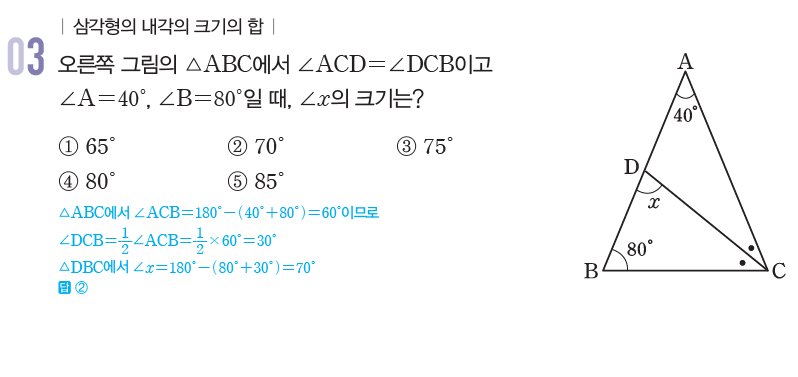 | 삼각형의 내각의 크기의 합 |
03
오른쪽 그림의 △ABC에서 ∠ACD=∠DCB이고
∠A=40°, ∠B=80°일 때, ∠x의 크기는?
① 65° ② 70° ③ 75°
④ 80° ⑤ 85°
△ABC에서 ∠ACB=180°-(40°+80°)=60°이므로
∠DCB=1/2∠ACB=1/2×60°=30°
△DBC에서 ∠x=180°-(80°+30°)=70°
답 ②
A
40°
D
x
80°
B
C